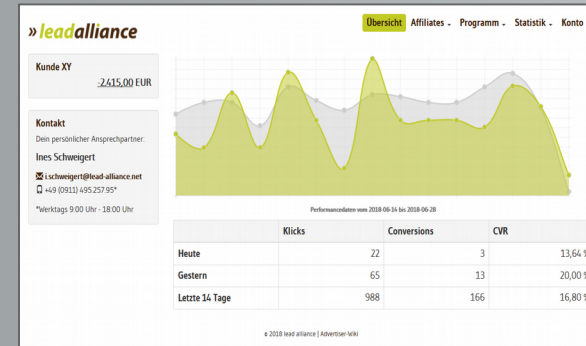 » leadalliance
Übersicht Affiliates Programm Statistik Konto
Kunde XY
-2.415,00 EUR
Kontakt
Dein persönlicher Ansprechpartner:
Ines Schweigert
i.schweigert@lead-alliance.net
+49 (0911) 495.257.95*
*Werktags 9:00 Uhr - 18:00 Uhr
Performancedaten vom 2018-06-14 bis 2018-06-28
Klicks Conversions CVR
Heute 22 3 13,64 %
Gestern 65 13 20,00 %
Letzte 14 Tage 988 166 16,80 %
© 2018 lead alliance | Advertiser-Wiki